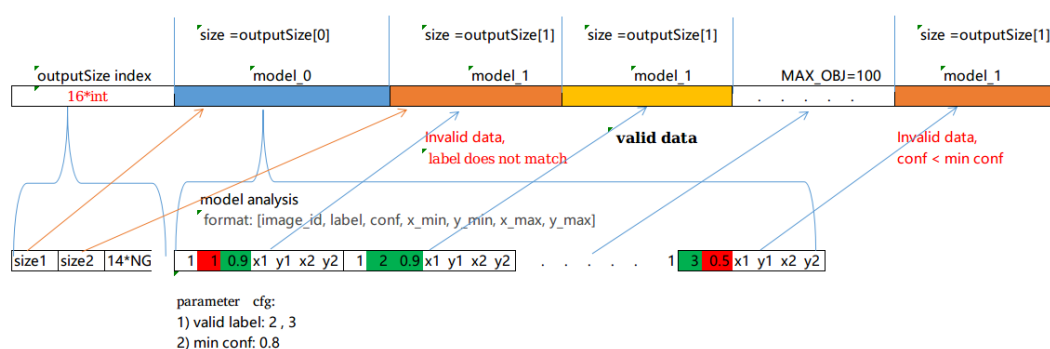 size =outputSize[0]
size =outputSize[1]
size =outputSize[1]
size =outputSize[1]
outputSize index
model_0
model_1
model_1
MAX_OBJ=100
model_1
16*int
. . . . .
Invalid data,
label does not match
valid data
Invalid data,
conf < min conf
model analysis
format: [image_id, label, conf, x_min, y_min, x_max, y_max]
size1 size2 14*NG
1 1 0.9 x1 y1 x2 y2 1 2 0.9 x1 y1 x2 y2 . . . . . 1 3 0.5 x1 y1 x2 y2
parameter cfg:
1) valid label: 2 , 3
2) min conf: 0.8